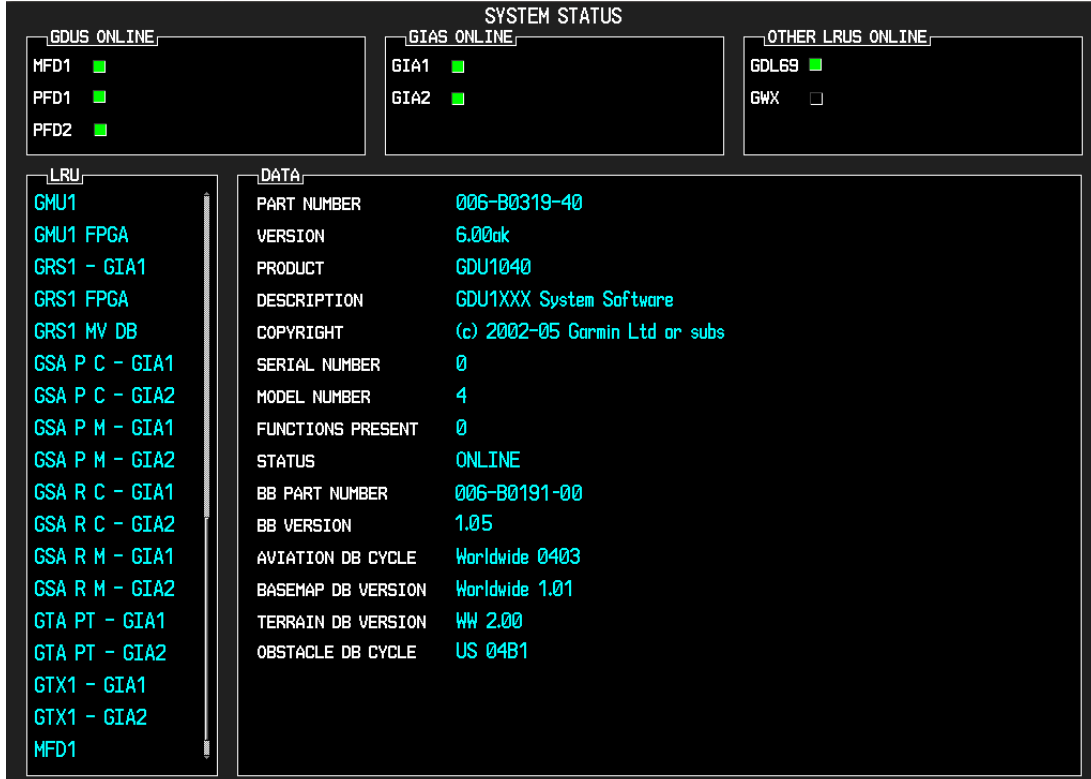 SYSTEM STATUS
GDUS ONLINE
MFD1
PFD1
PFD2
GIAS ONLINE
GIA1
GIA2
OTHER LRUS ONLINE
GDL69
GWX
LRU
GMU1
GMU1 FPGA
GRS1 - GIA1
GRS1 FPGA
GRS1 MV DB
GSA P C - GIA1
GSA P C - GIA2
GSA P M - GIA1
GSA P M - GIA2
GSA R C - GIA1
GSA R C - GIA2
GSA R M - GIA1
GSA R M - GIA2
GTA PT - GIA1
GTA PT - GIA2
GTX1 - GIA1
GTX1 - GIA2
MFD1
DATA
PART NUMBER 006-B0319-40
VERSION 6.00ak
PRODUCT GDU1040
DESCRIPTION GDU1XXX System Software
COPYRIGHT (c) 2002-05 Garmin Ltd or subs
SERIAL NUMBER 0
MODEL NUMBER 4
FUNCTIONS PRESENT 0
STATUS ONLINE
BB PART NUMBER 006-B0191-00
BB VERSION 1.05
AVIATION DB CYCLE Worldwide 0403
BASEMAP DB VERSION Worldwide 1.01
TERRAIN DB VERSION WW 2.00
OBSTACLE DB CYCLE US 04B1